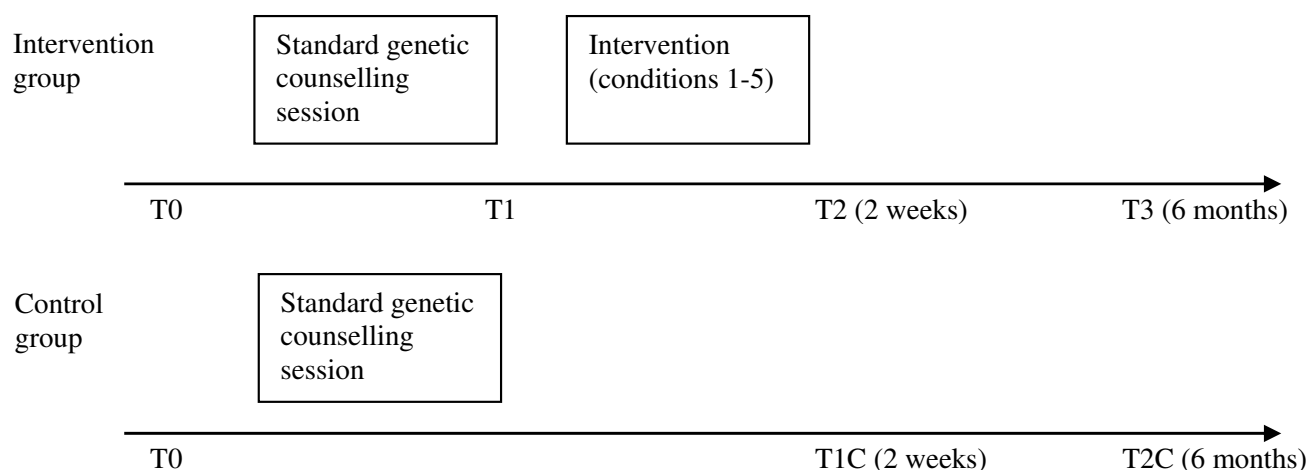 Intervention
group
Standard genetic
counselling
session
Intervention
(conditions 1-5)
T0
T1
T2 (2 weeks)
T3 (6 months)
Control
group
Standard genetic
counselling
session
T0
T1C (2 weeks)
T2C (6 months)